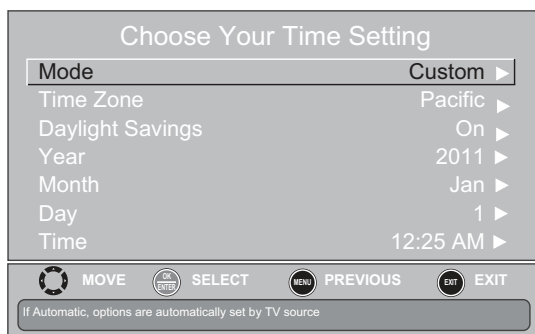 Choose Your Time Setting
Mode Custom
Time Zone Pacific
Daylight Savings On
Year 2011
Month Jan
Day 1
Time 12:25 AM
MOVE OK ENTER SELECT MENU PREVIOUS EXIT EXIT
If Automatic, options are automatically set by TV source